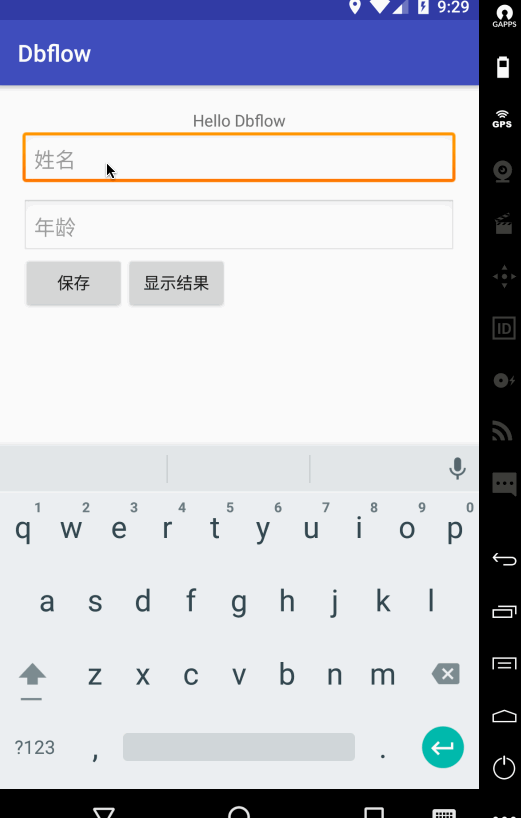 9:29
GAPPS
Dbflow
GPS
Hello Dbflow
姓名
年龄
保存 显示结果
ID
1 2 3 4 5 6 7 8 9 0
q w e r t y u i o p
a s d f g h j k l
z x c v b n m
?123 , .